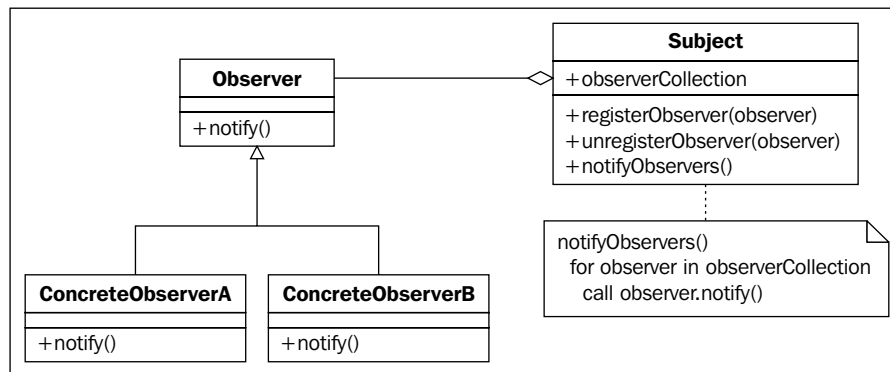 Subject
+observerCollection
+registerObserver(observer)
+unregisterObserver(observer)
+notifyObservers()
Observer
+notify()
notifyObservers()
for observer in observerCollection
call observer.notify()
ConcreteObserverA
+notify()
ConcreteObserverB
+notify()